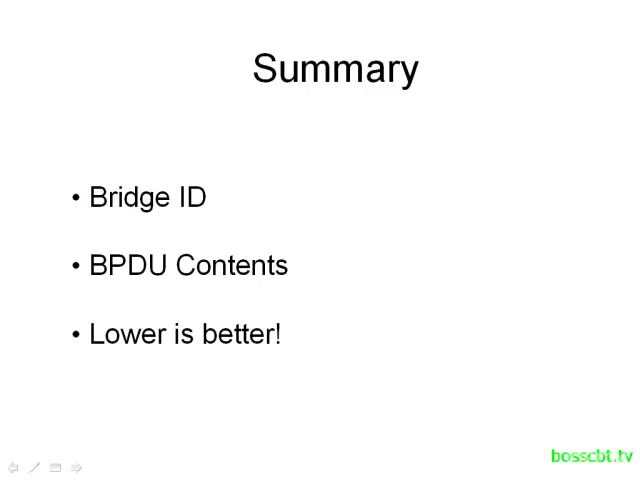 Summary
• Bridge ID
• BPDU Contents
• Lower is better!
bosscbt.tv